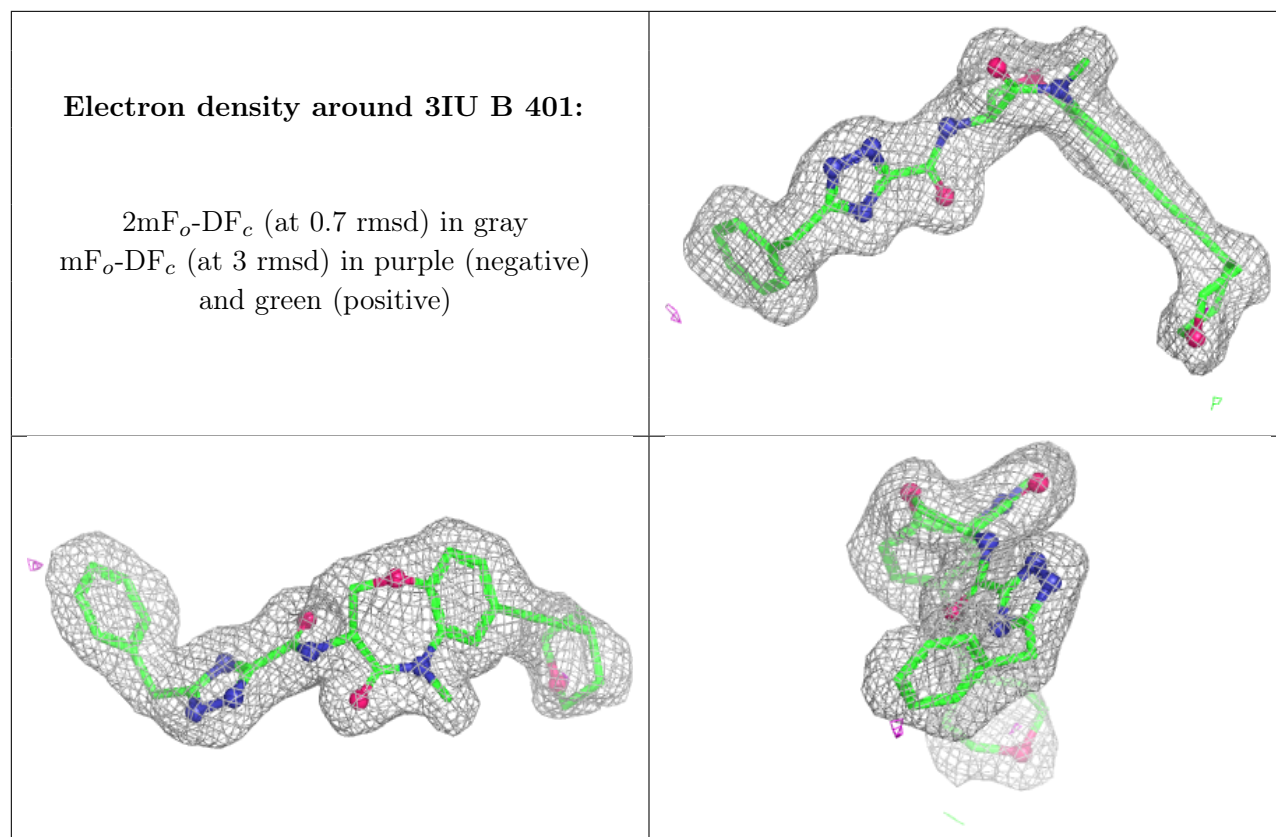 Electron density around 3IU B 401:
2mFₒ-DF𝒸 (at 0.7 rmsd) in gray
mFₒ-DF𝒸 (at 3 rmsd) in purple (negative)
and green (positive)